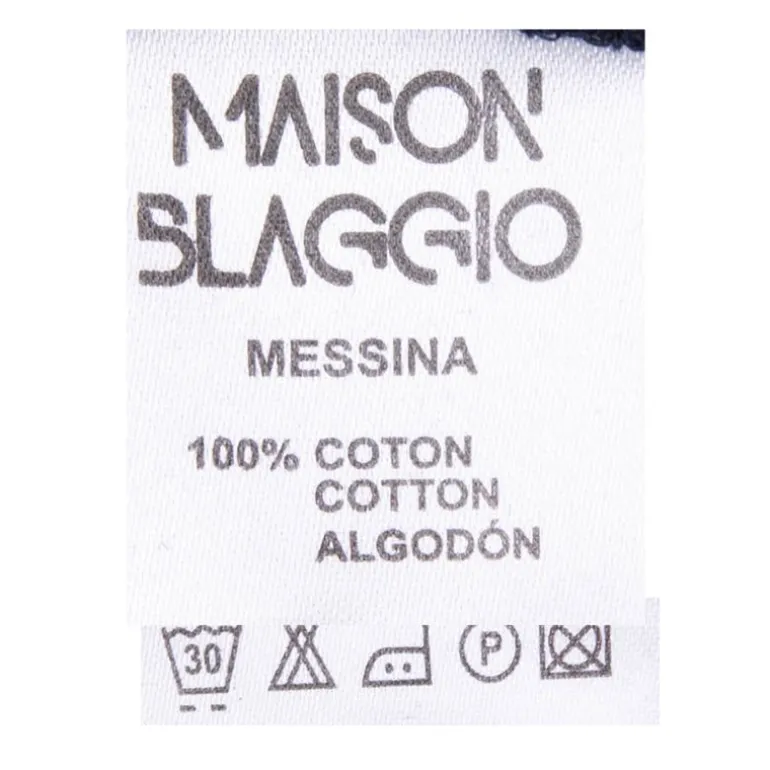 MAISON
BLAGGIO
MESSINA
100% COTON
COTTON
ALGODÓN
30 P